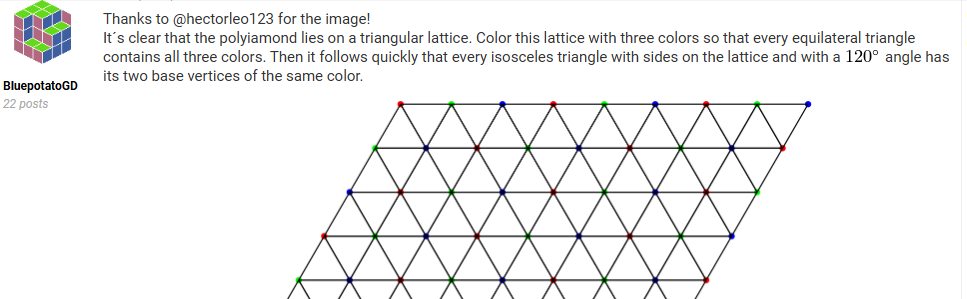 Thanks to @hectorleo123 for the image!
It´s clear that the polyiamond lies on a triangular lattice. Color this lattice with three colors so that every equilateral triangle
contains all three colors. Then it follows quickly that every isosceles triangle with sides on the lattice and with a 120° angle has
its two base vertices of the same color.
BluepotatoGD
22 posts